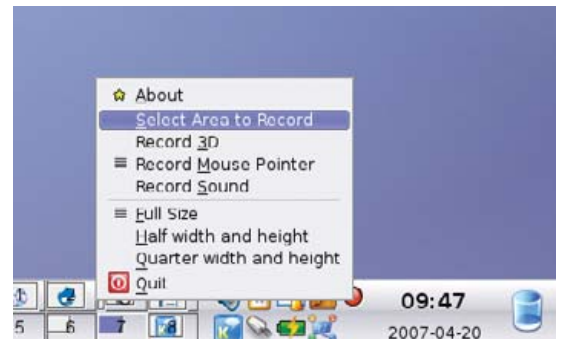 About
Select Area to Record
Record 3D
Record Mouse Pointer
Record Sound
Full Size
Half width and height
Quarter width and height
Quit
09:47
5 6 7 8
2007-04-20